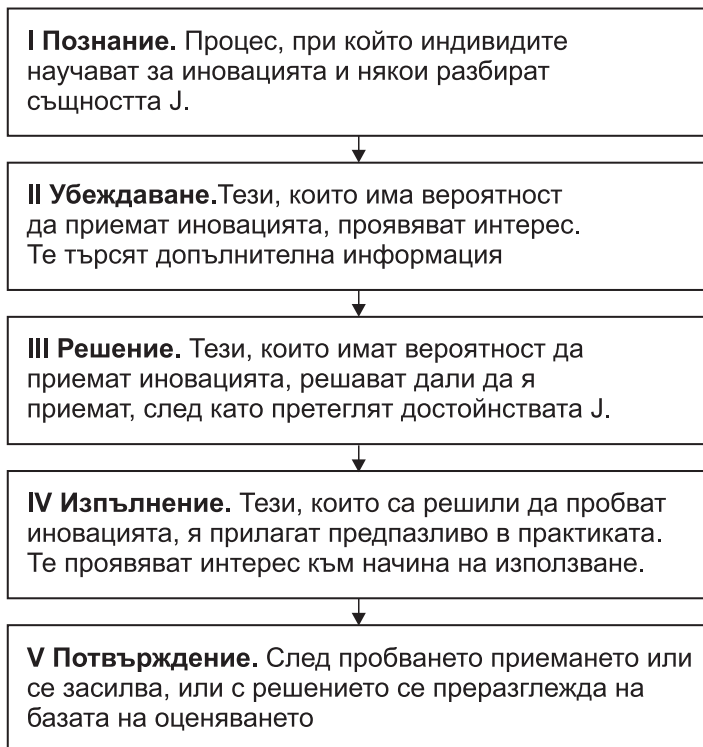 I Познание. Процес, при който индивидите
научават за иновацията и някои разбират
същността J.
II Убеждаване.Тези, които има вероятност
да приемат иновацията, проявяват интерес.
Те търсят допълнителна информация
III Решение. Тези, които имат вероятност да
приемат иновацията, решават дали да я
приемат, след като претеглят достойнствата J.
IV Изпълнение. Тези, които са решили да пробват
иновацията, я прилагат предпазливо в практиката.
Те проявяват интерес към начина на използване.
V Потвърждение. След пробването приемането или
се засилва, или с решението се преразглежда на
базата на оценяването